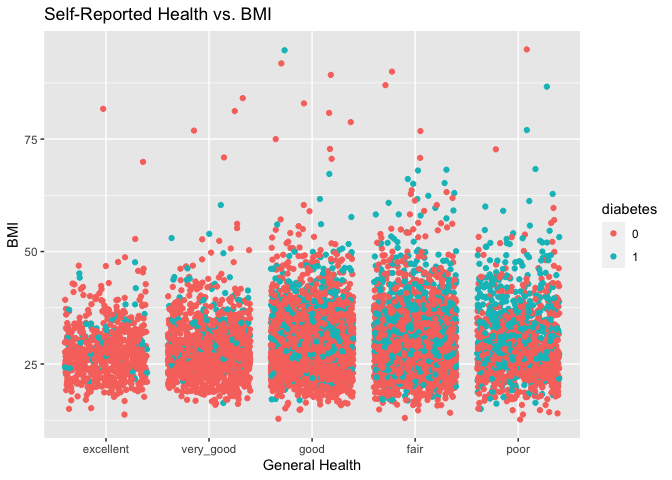 Self-Reported Health vs. BMI
75
50
25
BMI
excellent very_good good fair poor
General Health
diabetes
0
1